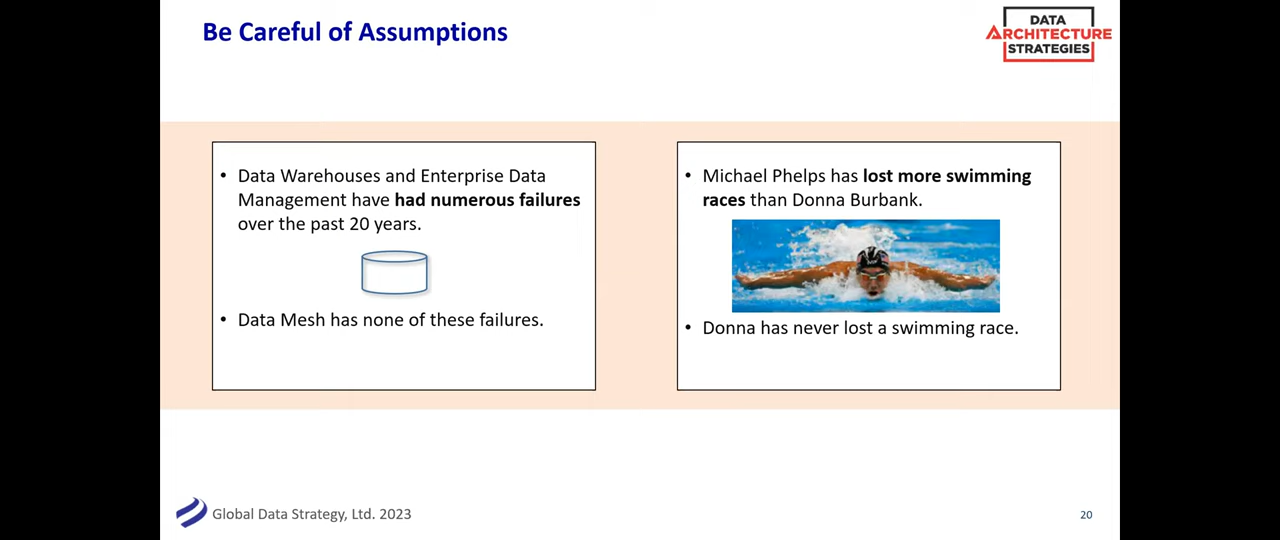 Be Careful of Assumptions
DATA
ARCHITECTURE
STRATEGIES
• Data Warehouses and Enterprise Data
Management have had numerous failures
over the past 20 years.
• Data Mesh has none of these failures.
• Michael Phelps has lost more swimming
races than Donna Burbank.
• Donna has never lost a swimming race.
Global Data Strategy, Ltd. 2023
20